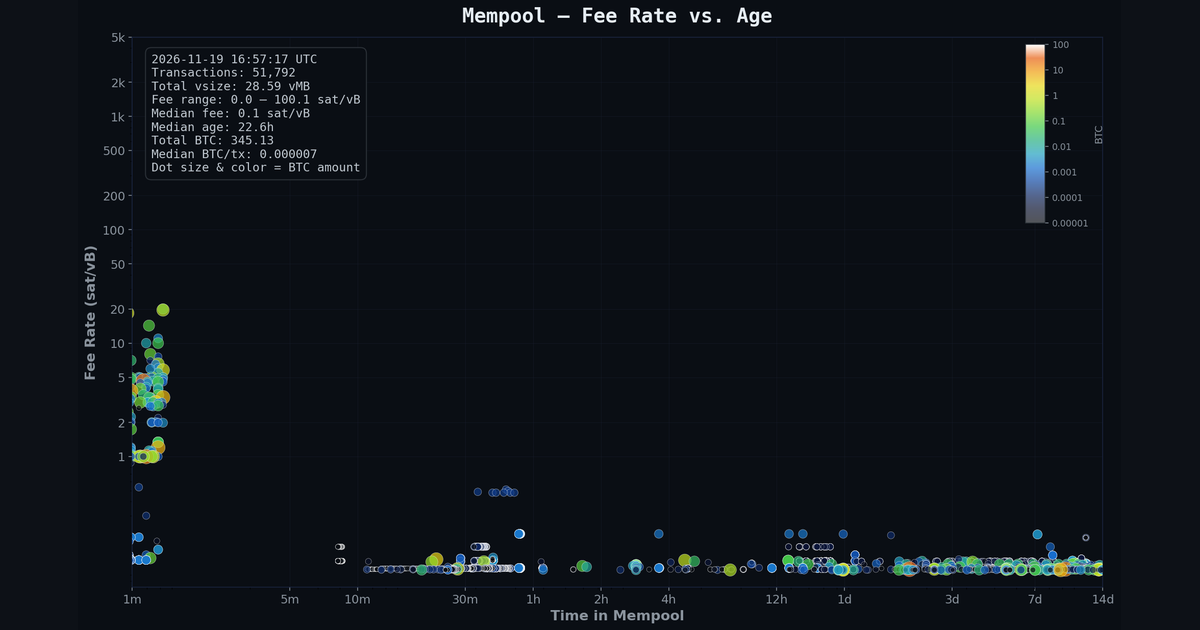 Mempool — Fee Rate vs. Age
2026-11-19 16:57:17 UTC
Transactions: 51,792
Total vsize: 28.59 vMB
Fee range: 0.0 – 100.1 sat/vB
Median fee: 0.1 sat/vB
Median age: 22.6h
Total BTC: 345.13
Median BTC/tx: 0.000007
Dot size & color = BTC amount
100
10
1
0.1
0.01
0.001
0.0001
0.00001
BTC
Fee Rate (sat/vB)
5k
2k
1k
500
200
100
50
20
10
5
2
1
1m 5m 10m 30m 1h 2h 4h 12h 1d 3d 7d 14d
Time in Mempool